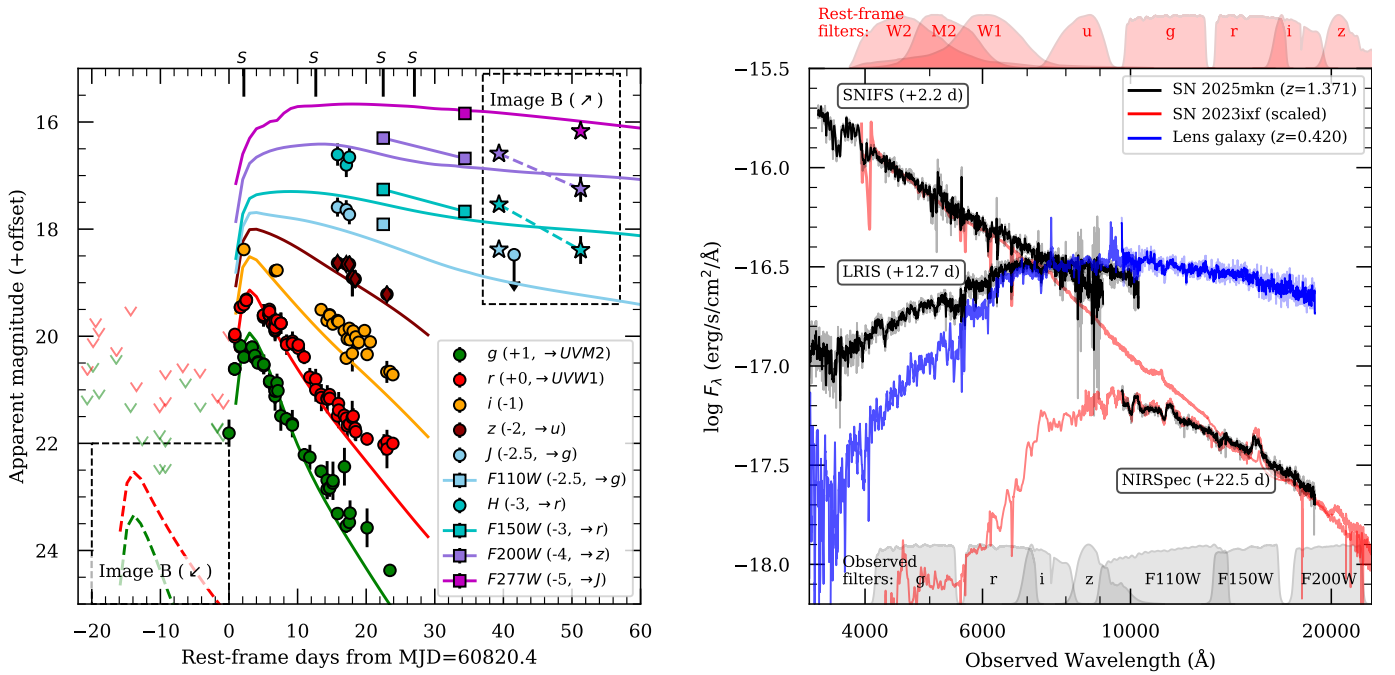 S S S S
Image B (↗)
Image B (↙)
g (+1, →UVM2)
r (+0, →UVW1)
i (-1)
z (-2, →u)
J (-2.5, →g)
F110W (-2.5, →g)
H (-3, →r)
F150W (-3, →r)
F200W (-4, →z)
F277W (-5, →J)
16
18
20
22
24
−20 −10 0 10 20 30 40 50 60
Apparent magnitude (+offset)
Rest-frame days from MJD=60820.4
Rest-frame
filters: W2 M2 W1 u g r i z
SNIFS (+2.2 d)
SN 2025mkn (z=1.371)
SN 2023ixf (scaled)
Lens galaxy (z=0.420)
LRIS (+12.7 d)
NIRSpec (+22.5 d)
Observed
filters: g r i z F110W F150W F200W
−15.5
−16.0
−16.5
−17.0
−17.5
−18.0
4000 6000 10000 20000
log Fλ (erg/s/cm²/Å)
Observed Wavelength (Å)